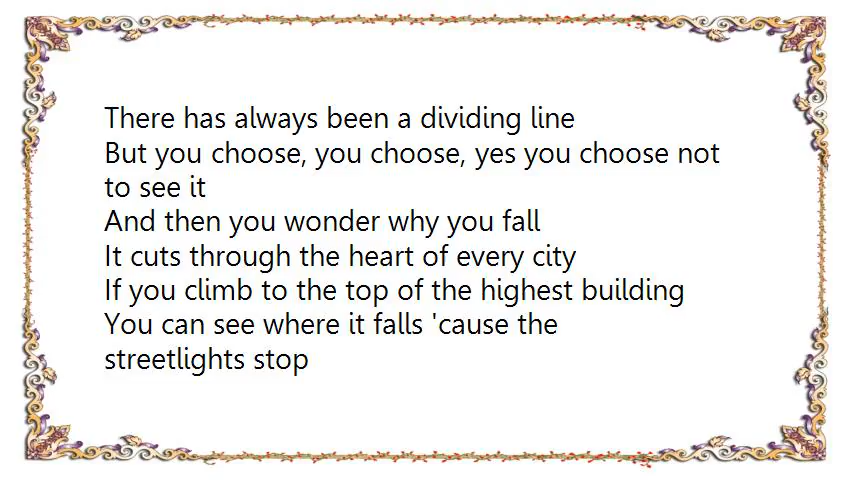 There has always been a dividing line
But you choose, you choose, yes you choose not
to see it
And then you wonder why you fall
It cuts through the heart of every city
If you climb to the top of the highest building
You can see where it falls 'cause the
streetlights stop